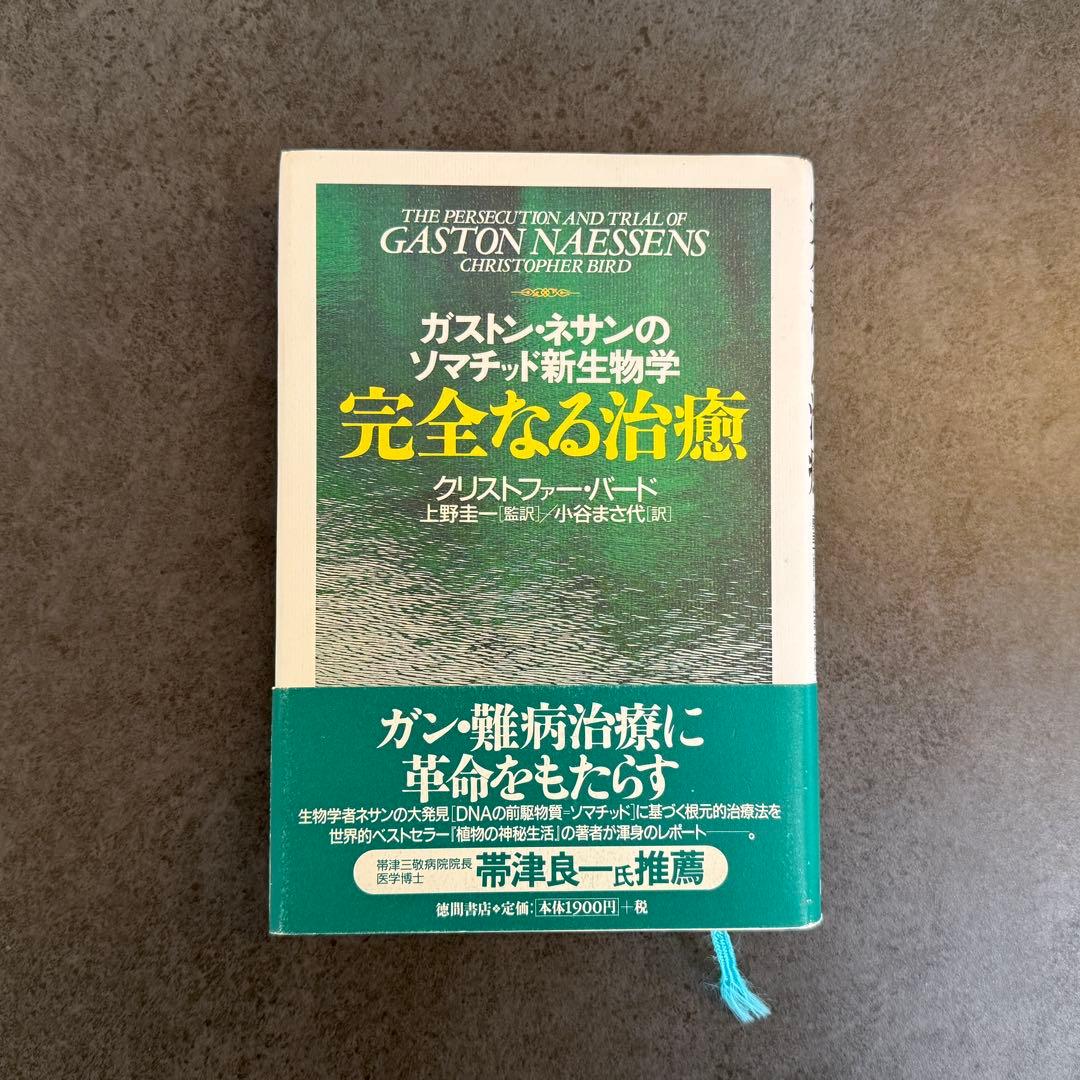 THE PERSECUTION AND TRIAL OF
GASTON NAESSENS
CHRISTOPHER BIRD
ガストン・ネサンの
ソマチッド新生物学
完全なる治癒
クリストファー・バード
上野圭一[監訳]/小谷まさ代[訳]
ガン・難病治療に
革命をもたらす
生物学者ネサンの大発見[DNAの前駆物質=ソマチッド]に基づく根元的治療法を
世界的ベストセラー『植物の神秘生活』の著者が渾身のレポート——。
帯津三敬病院院長
医学博士
帯津良一氏推薦
徳間書店❖定価:本体1900円+税